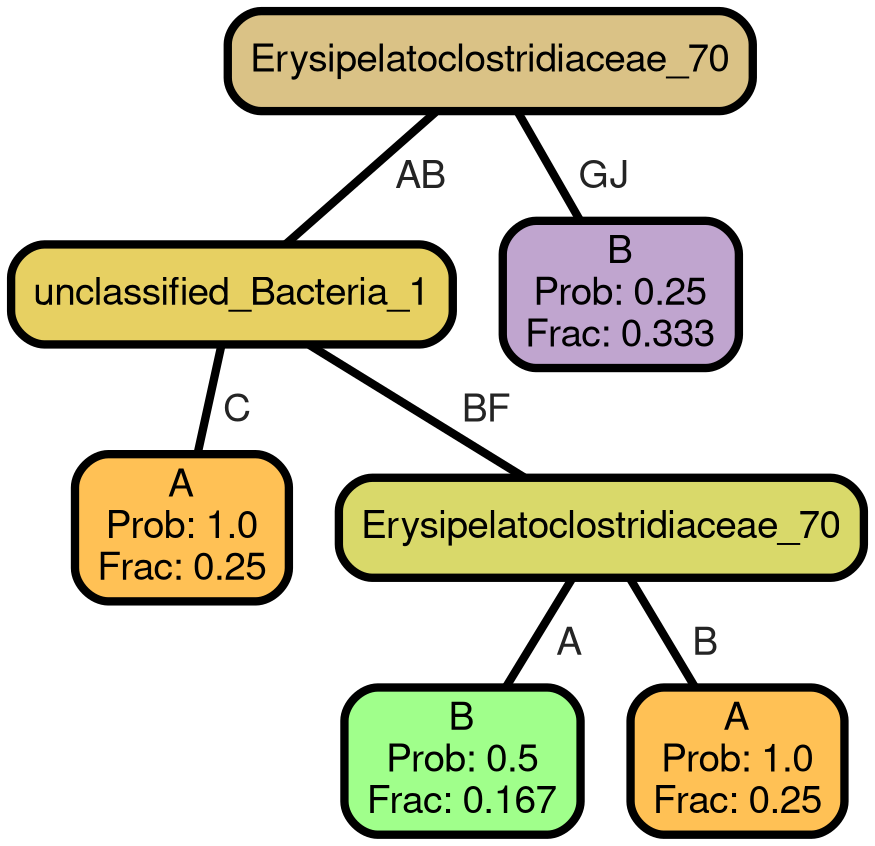 Erysipelatoclostridiaceae_70
AB
GJ
unclassified_Bacteria_1
B
Prob: 0.25
Frac: 0.333
C
BF
A
Prob: 1.0
Frac: 0.25
Erysipelatoclostridiaceae_70
A
B
B
Prob: 0.5
Frac: 0.167
A
Prob: 1.0
Frac: 0.25